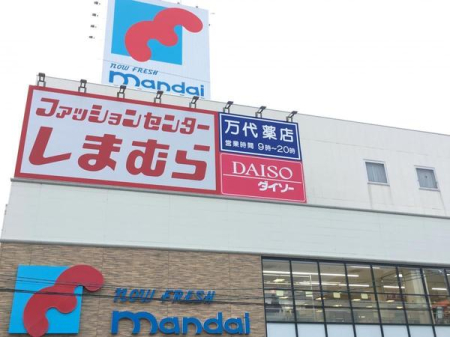 NOW FRESH
mandai
ファッションセンター
しまむら
万代薬店
営業時間 9時〜20時
DAISO
ダイソー
NOW FRESH
mandai